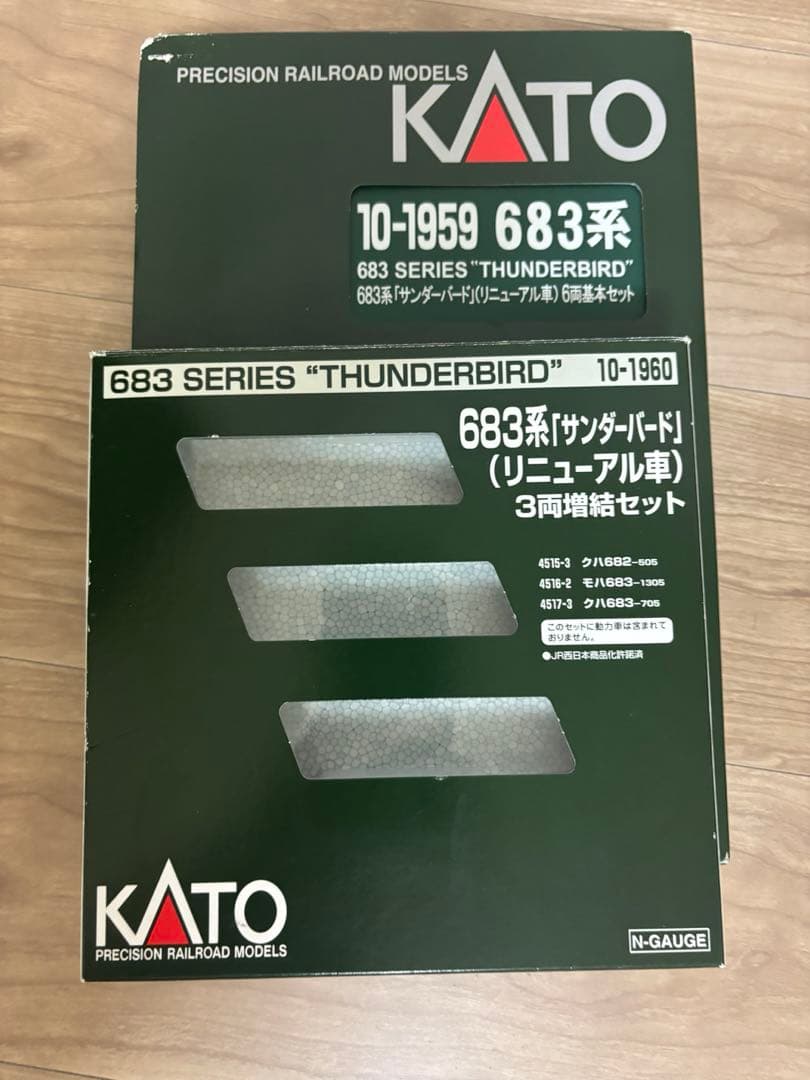 PRECISION RAILROAD MODELS
KATO
10-1959 683系
683 SERIES "THUNDERBIRD"
683系「サンダーバード」(リニューアル車) 6両基本セット
683 SERIES “THUNDERBIRD” 10-1960
683系「サンダーバード」
(リニューアル車)
3両増結セット
4515-3 クハ682-505
4516-2 モハ683-1305
4517-3 クハ683-705
このセットに動力車は含まれて
おりません。
●JR西日本商品化許諾済
KATO
PRECISION RAILROAD MODELS
N-GAUGE